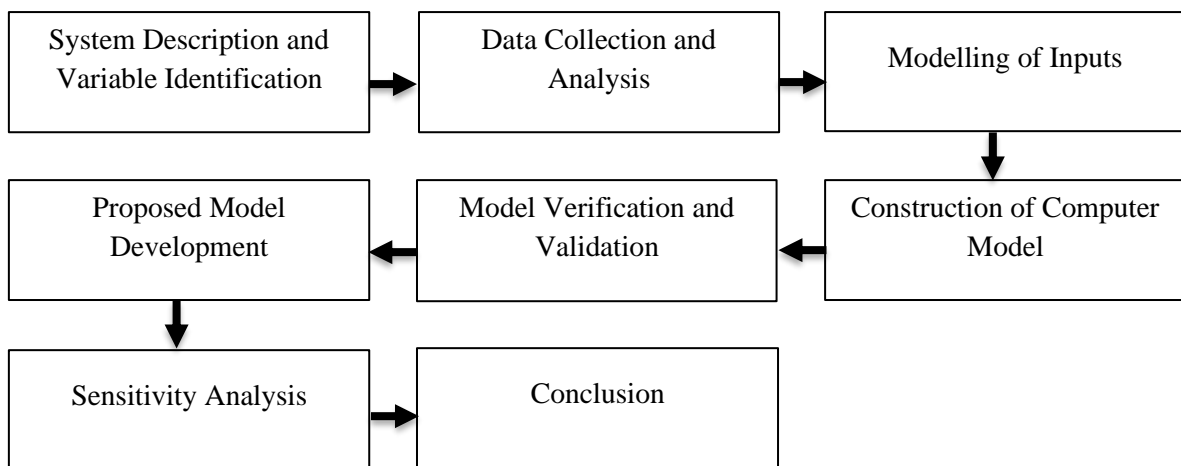 System Description and
Variable Identification
Data Collection and
Analysis
Modelling of Inputs
Construction of Computer
Model
Model Verification and
Validation
Proposed Model
Development
Sensitivity Analysis
Conclusion